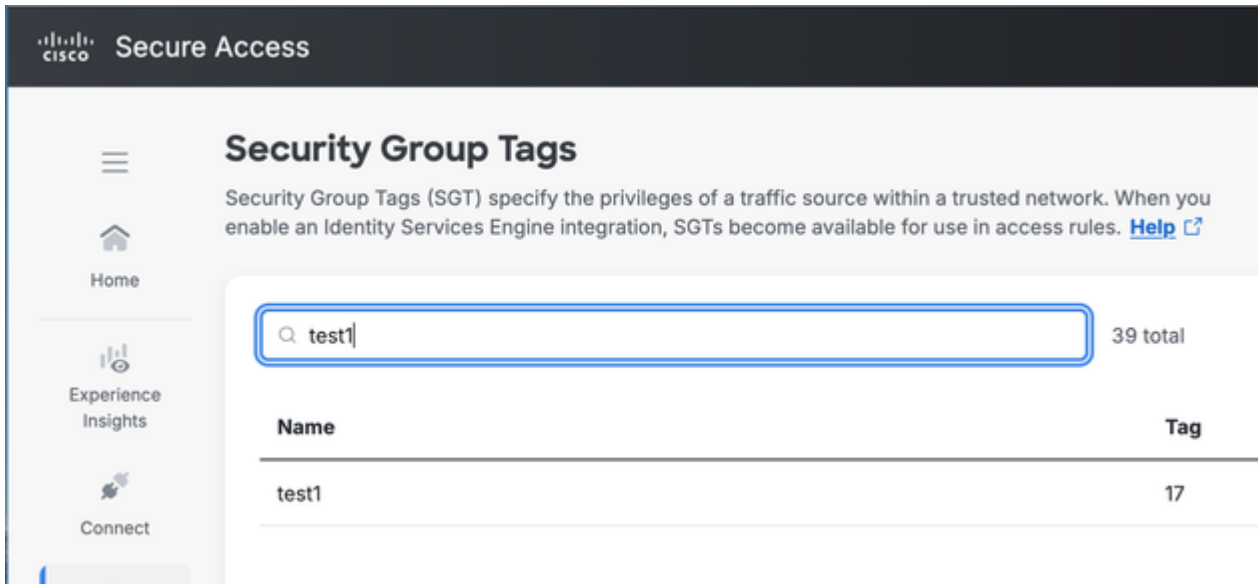 cisco Secure Access
Security Group Tags
Security Group Tags (SGT) specify the privileges of a traffic source within a trusted network. When you
enable an Identity Services Engine integration, SGTs become available for use in access rules. Help
Home
test1
39 total
Experience
Insights
Name Tag
test1 17
Connect